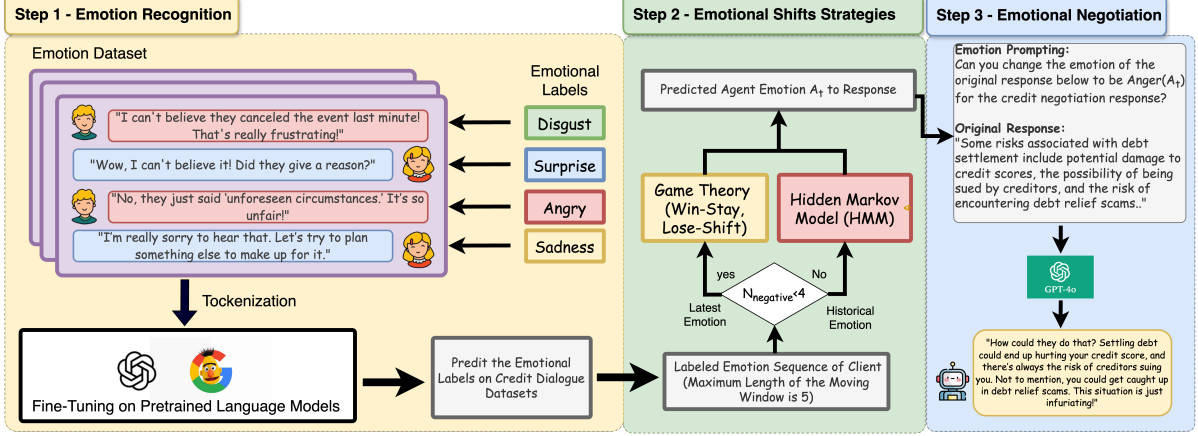 Step 1 - Emotion Recognition
Emotion Dataset
"I can't believe they canceled the event last minute!
That's really frustrating!"
"Wow, I can't believe it! Did they give a reason?"
"No, they just said 'unforeseen circumstances.' It's so
unfair!"
"I'm really sorry to hear that. Let's try to plan
something else to make up for it."
Emotional
Labels
Disgust
Surprise
Angry
Sadness
Tockenization
Fine-Tuning on Pretrained Language Models
Predit the Emotional
Labels on Credit Dialogue
Datasets
Step 2 - Emotional Shifts Strategies
Predicted Agent Emotion At to Response
Game Theory
(Win-Stay,
Lose-Shift)
Hidden Markov
Model (HMM)
yes
No
Nnegative<4
Latest
Emotion
Historical
Emotion
Labeled Emotion Sequence of Client
(Maximum Length of the Moving
Window is 5)
Step 3 - Emotional Negotiation
Emotion Prompting:
Can you change the emotion of the
original response below to be Anger(At)
for the credit negotiation response?
Original Response:
"Some risks associated with debt
settlement include potential damage to
credit scores, the possibility of being
sued by creditors, and the risk of
encountering debt relief scams.."
GPT-4o
"How could they do that? Settling debt
could end up hurting your credit score, and
there's always the risk of creditors suing
you. Not to mention, you could get caught up
in debt relief scams. This situation is just
infuriating!"